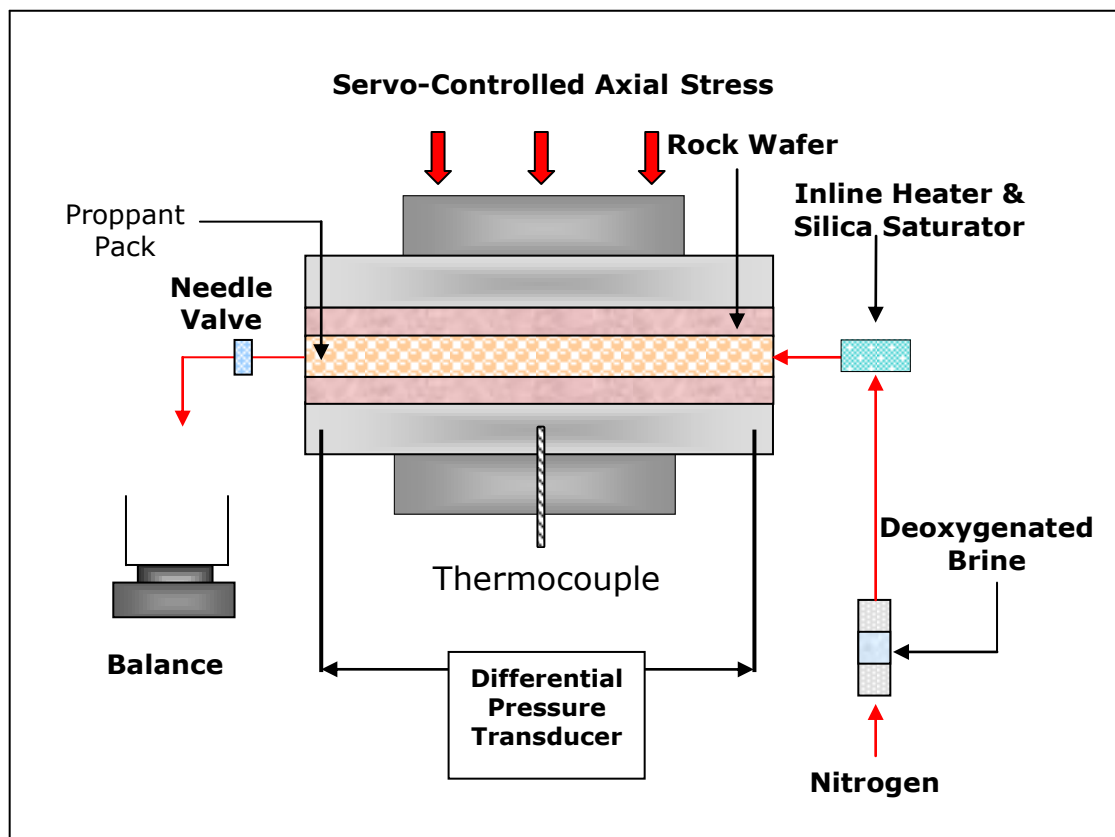 Servo-Controlled Axial Stress
Rock Wafer
Inline Heater &
Silica Saturator
Proppant
Pack
Needle
Valve
Deoxygenated
Brine
Thermocouple
Balance
Differential
Pressure
Transducer
Nitrogen